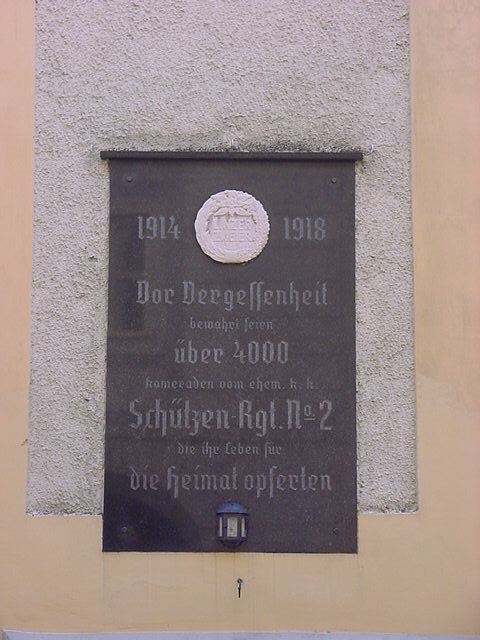 1914 1918
Vor Vergessenheit
bewahrt seien
über 4000
Kameraden vom ehem. k. k.
Schützen-Rgt. No 2
die ihr Leben für
die Heimat opferten